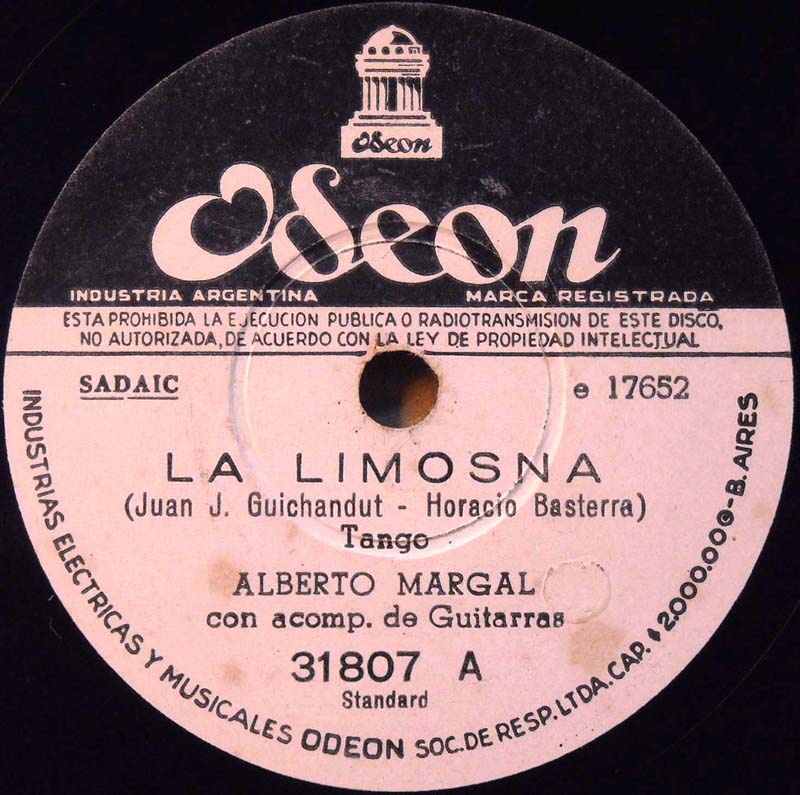 Odeon
Odeon
INDUSTRIA ARGENTINA MARCA REGISTRADA
ESTA PROHIBIDA LA EJECUCION PUBLICA O RADIOTRANSMISION DE ESTE DISCO,
NO AUTORIZADA, DE ACUERDO CON LA LEY DE PROPIEDAD INTELECTUAL
SADAIC e 17652
LA LIMOSNA
(Juan J. Guichandut - Horacio Basterra)
Tango
ALBERTO MARGAL
con acomp. de Guitarras
31807 A
Standard
INDUSTRIAS ELECTRICAS Y MUSICALES ODEON SOC. DE RESP. LTDA. CAP. $ 2.000.000-B. AIRES